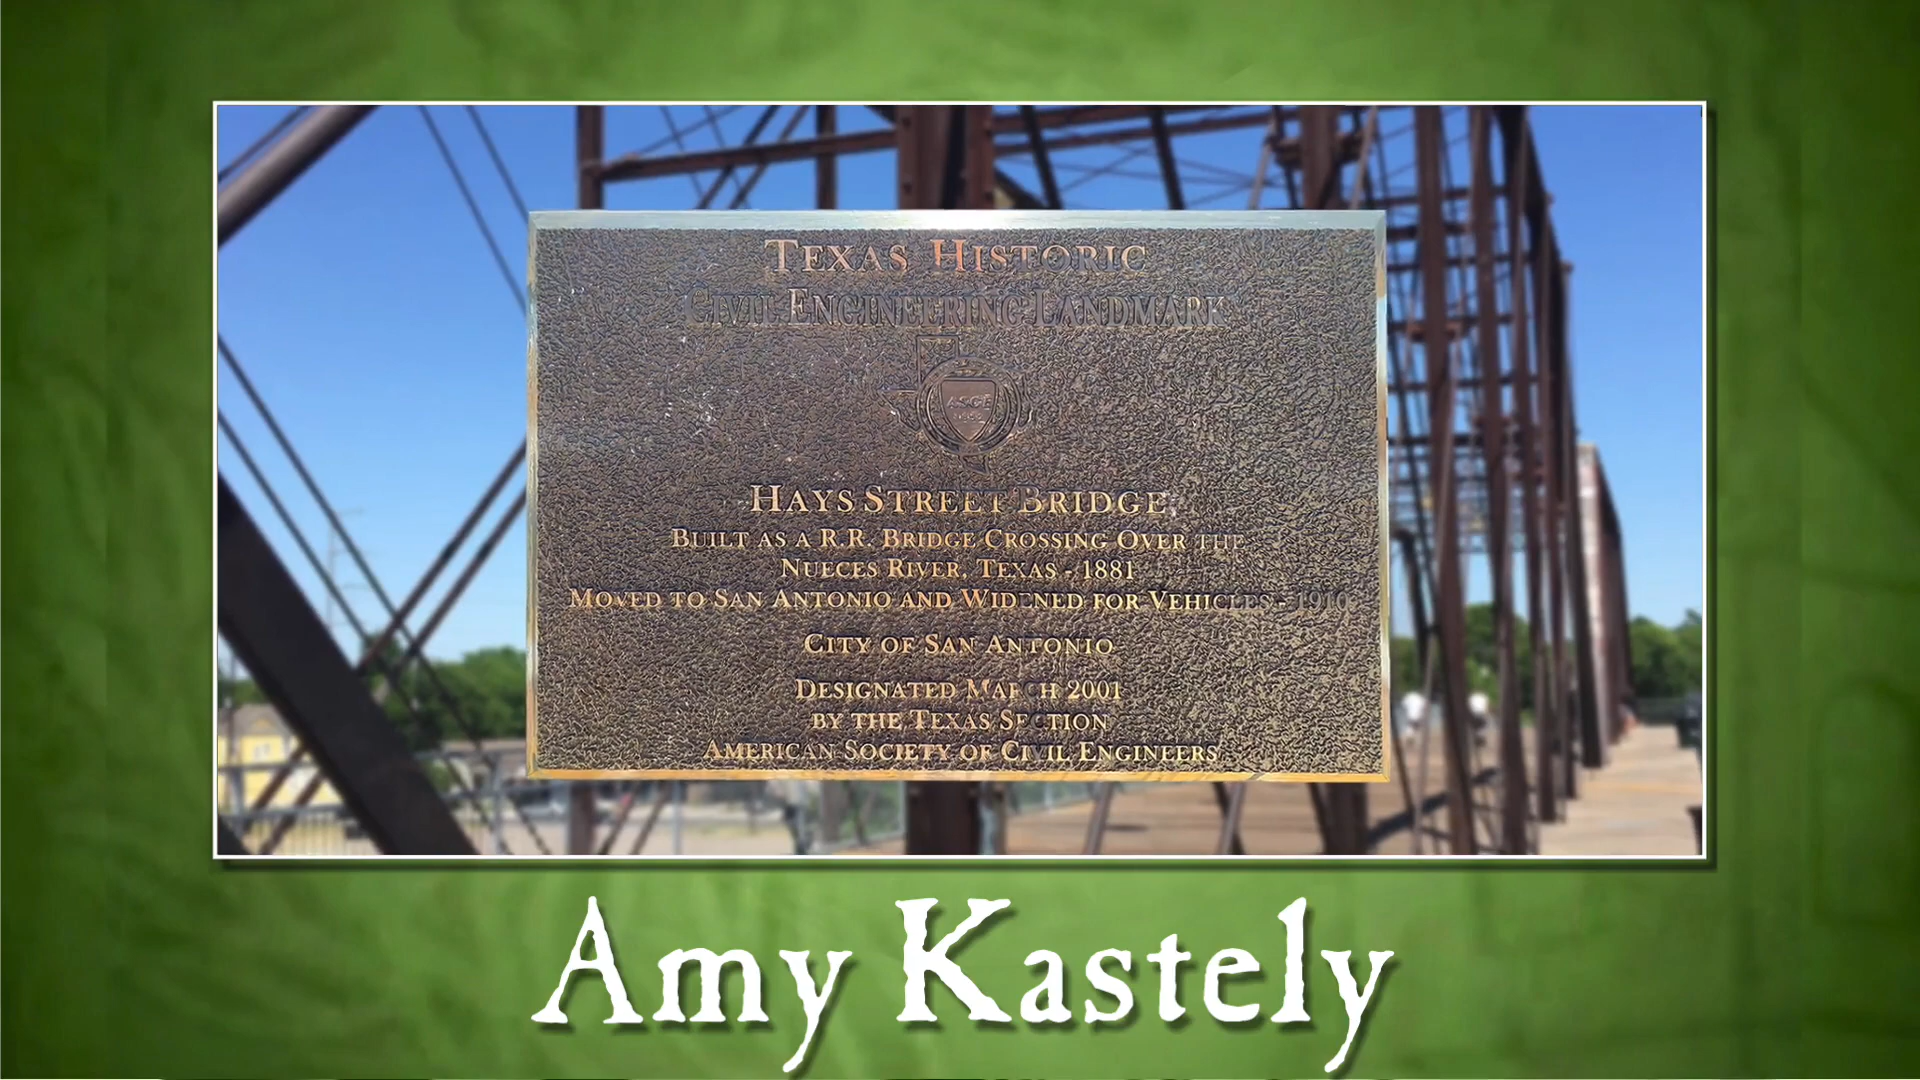 TEXAS HISTORIC
CIVIL ENGINEERING LANDMARK
ASCE
HAYS STREET BRIDGE
BUILT AS A R.R. BRIDGE CROSSING OVER THE
NUECES RIVER, TEXAS - 1881
MOVED TO SAN ANTONIO AND WIDENED FOR VEHICLES - 1910
CITY OF SAN ANTONIO
DESIGNATED MARCH 2001
BY THE TEXAS SECTION
AMERICAN SOCIETY OF CIVIL ENGINEERS
Amy Kastely